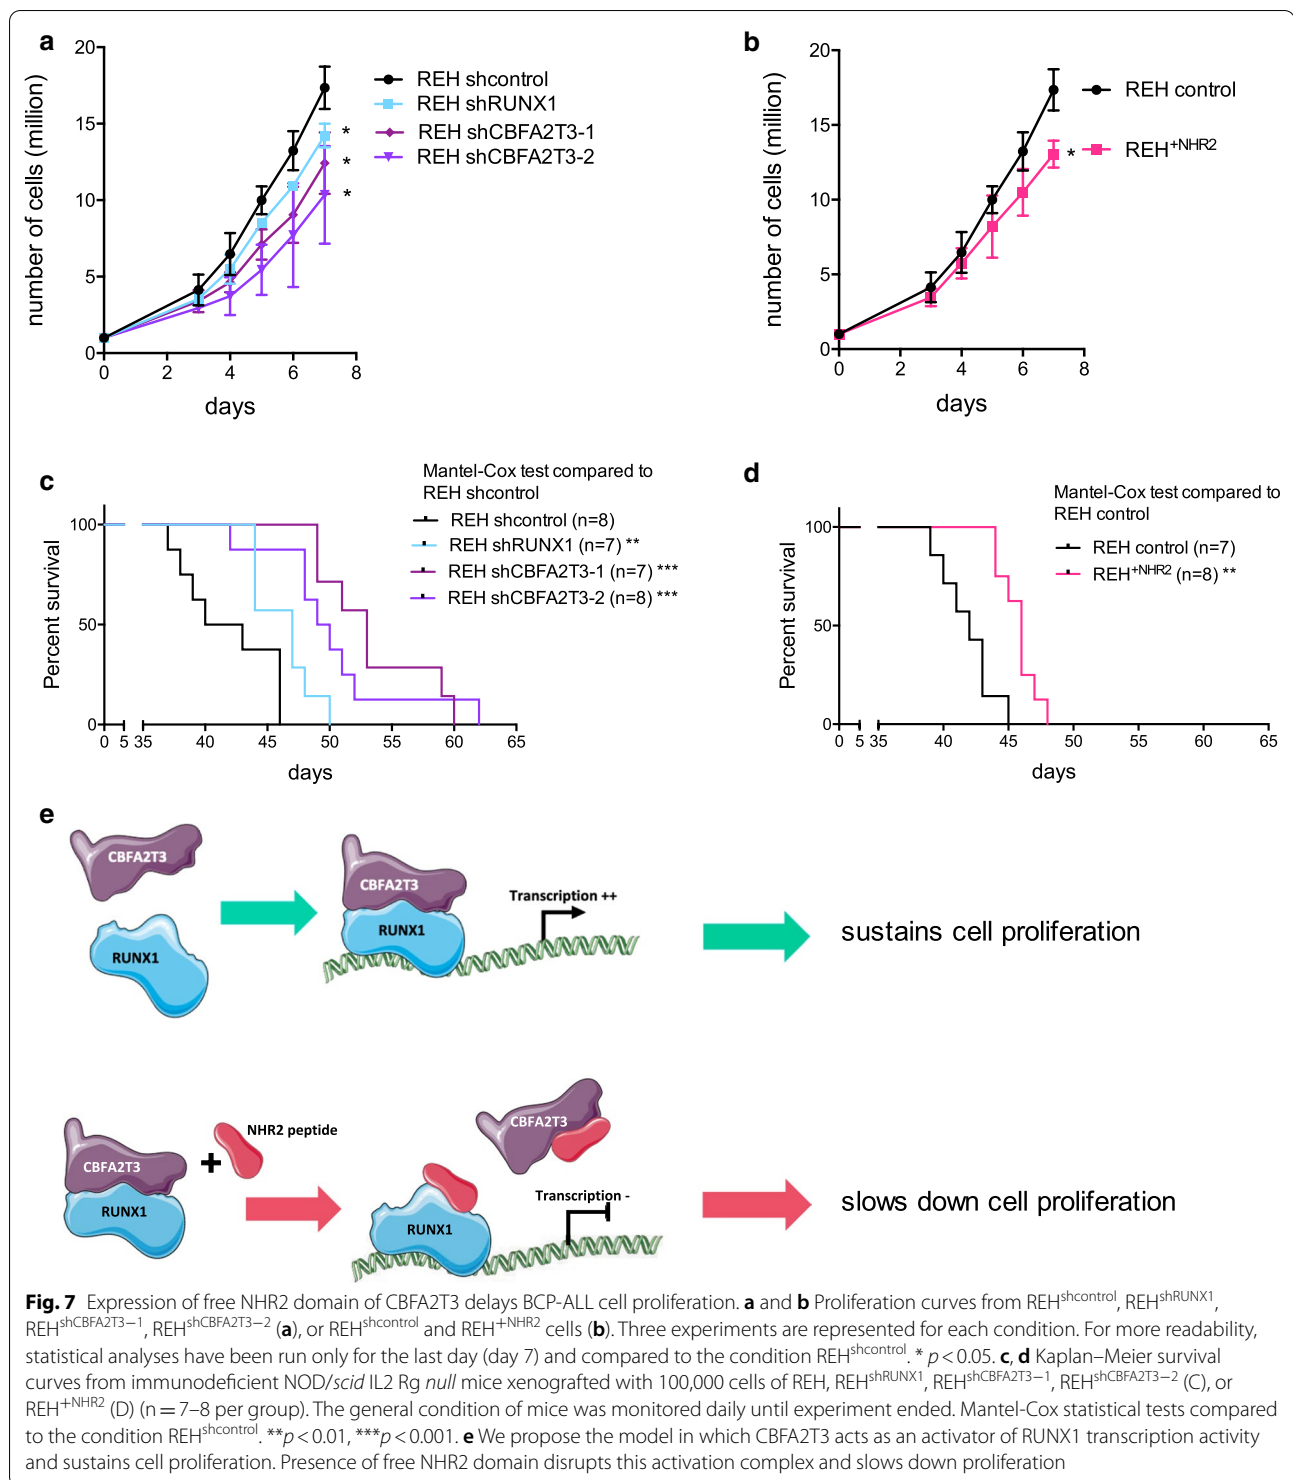 a
20
15
10
5
0
number of cells (million)
0 2 4 6 8
days
REH shcontrol
REH shRUNX1
REH shCBFA2T3-1
REH shCBFA2T3-2
*
*
*
b
20
15
10
5
0
number of cells (million)
0 2 4 6 8
days
REH control
* REH+NHR2
c
Mantel-Cox test compared to
REH shcontrol
REH shcontrol (n=8)
REH shRUNX1 (n=7) **
REH shCBFA2T3-1 (n=7) ***
REH shCBFA2T3-2 (n=8) ***
100
50
0
Percent survival
0 5 35 40 45 50 55 60 65
days
d
Mantel-Cox test compared to
REH control
REH control (n=7)
REH+NHR2 (n=8) **
100
50
0
Percent survival
0 5 35 40 45 50 55 60 65
days
e
CBFA2T3
RUNX1
CBFA2T3
RUNX1
Transcription ++
sustains cell proliferation
CBFA2T3
RUNX1
+
NHR2 peptide
CBFA2T3
RUNX1
Transcription -
slows down cell proliferation
Fig. 7 Expression of free NHR2 domain of CBFA2T3 delays BCP-ALL cell proliferation. a and b Proliferation curves from REHshcontrol, REHshRUNX1,
REHshCBFA2T3−1, REHshCBFA2T3−2 (a), or REHshcontrol and REH+NHR2 cells (b). Three experiments are represented for each condition. For more readability,
statistical analyses have been run only for the last day (day 7) and compared to the condition REHshcontrol. * p < 0.05. c, d Kaplan–Meier survival
curves from immunodeficient NOD/scid IL2 Rg null mice xenografted with 100,000 cells of REH, REHshRUNX1, REHshCBFA2T3−1, REHshCBFA2T3−2 (C), or
REH+NHR2 (D) (n = 7–8 per group). The general condition of mice was monitored daily until experiment ended. Mantel-Cox statistical tests compared
to the condition REHshcontrol. **p < 0.01, ***p < 0.001. e We propose the model in which CBFA2T3 acts as an activator of RUNX1 transcription activity
and sustains cell proliferation. Presence of free NHR2 domain disrupts this activation complex and slows down proliferation